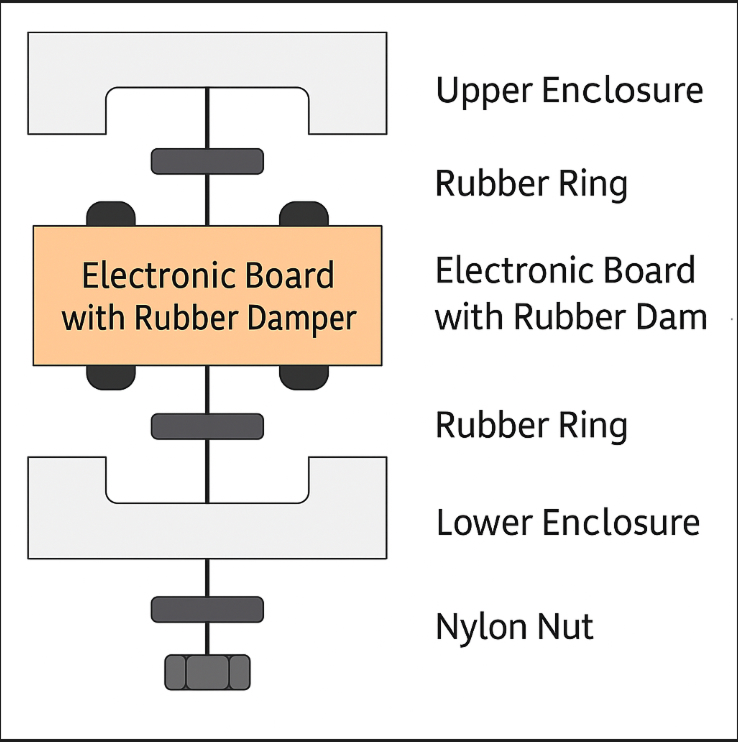 Upper Enclosure
Rubber Ring
Electronic Board
with Rubber Damper
Electronic Board
with Rubber Dam
Rubber Ring
Lower Enclosure
Nylon Nut